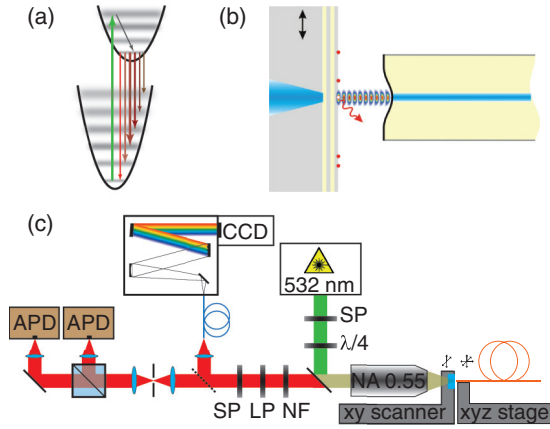 (a)
(b)
(c)
CCD
532 nm
APD APD
SP
λ/4
NA 0.55
SP LP NF
xy scanner
xyz stage